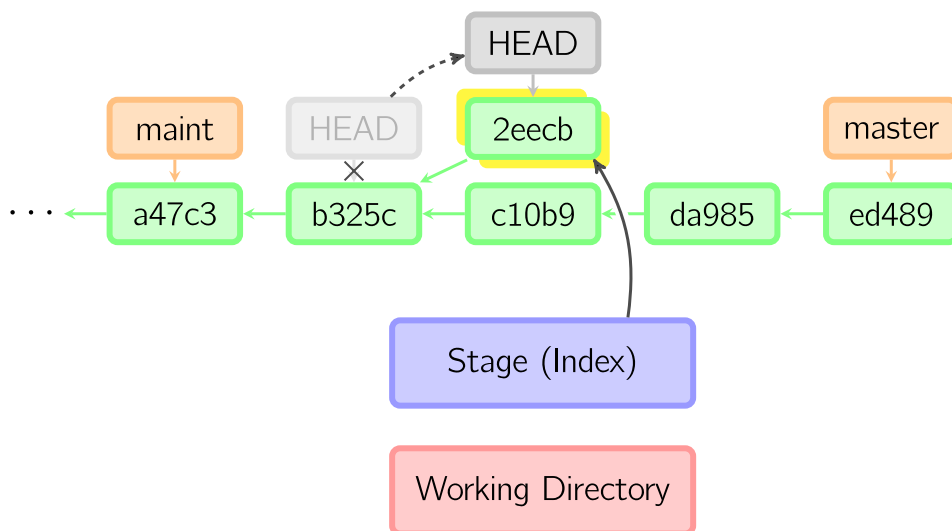 HEAD
maint
HEAD
2eecb
master
...
a47c3
b325c
c10b9
da985
ed489
Stage (Index)
Working Directory